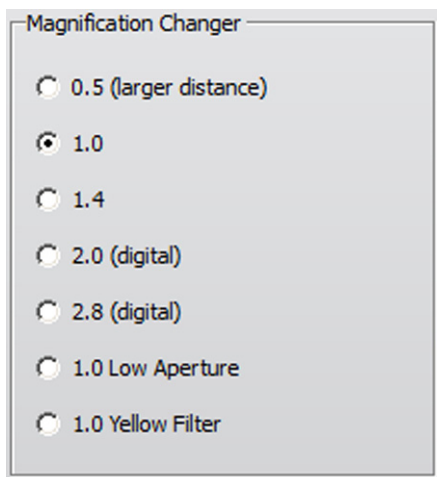 Magnification Changer
0.5 (larger distance)
1.0
1.4
2.0 (digital)
2.8 (digital)
1.0 Low Aperture
1.0 Yellow Filter